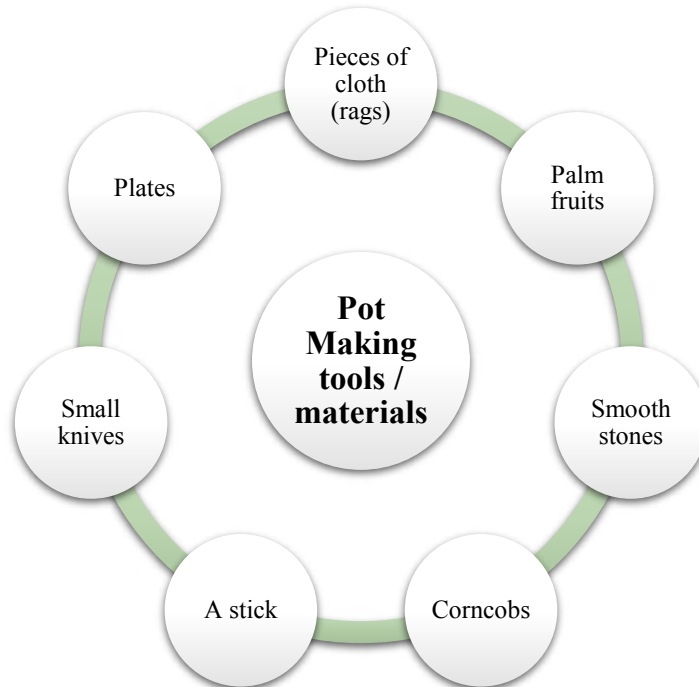 Pieces of
cloth
(rags)
Palm
fruits
Smooth
stones
Corncobs
A stick
Small
knives
Plates
Pot
Making
tools /
materials